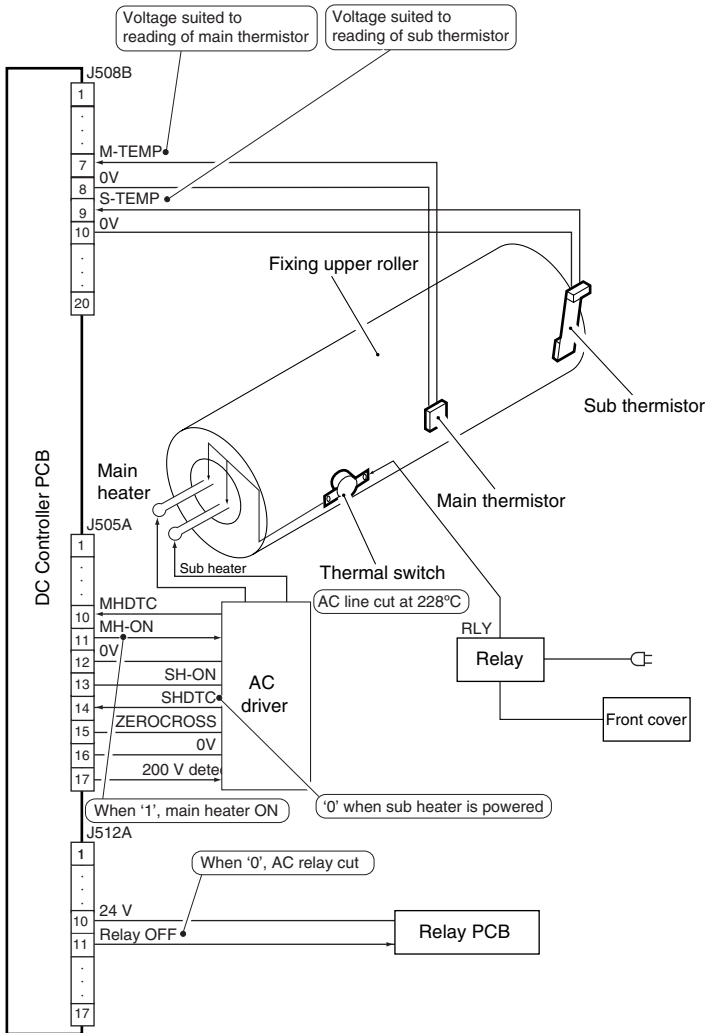 Voltage suited to
reading of main thermistor
Voltage suited to
reading of sub thermistor
J508B
1
M-TEMP
7
0V
8
S-TEMP
9
0V
10
20
Fixing upper roller
Sub thermistor
Main thermistor
Main
heater
Sub heater
Thermal switch
AC line cut at 228°C
DC Controller PCB
J505A
1
MHDTC
10
MH-ON
11
0V
12
SH-ON
13
SHDTC
14
ZEROCROSS
15
0V
16
200 V dete
17
AC
driver
RLY
Relay
Front cover
When ‘1’, main heater ON
‘0’ when sub heater is powered
J512A
1
When ‘0’, AC relay cut
24 V
10
Relay OFF
11
Relay PCB
17